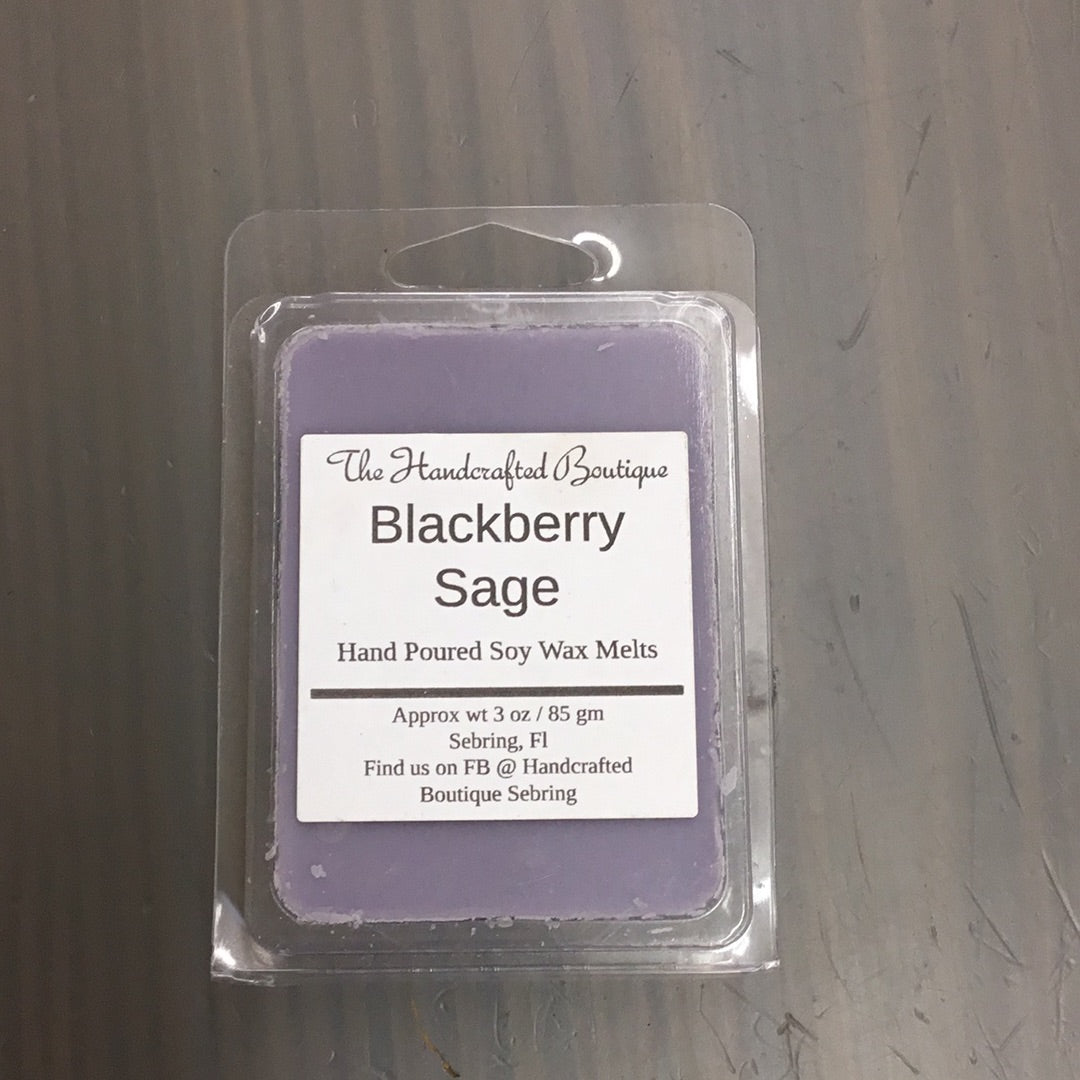 The Handcrafted Boutique
Blackberry
Sage
Hand Poured Soy Wax Melts
Approx wt 3 oz / 85 gm
Sebring, Fl
Find us on FB @ Handcrafted
Boutique Sebring